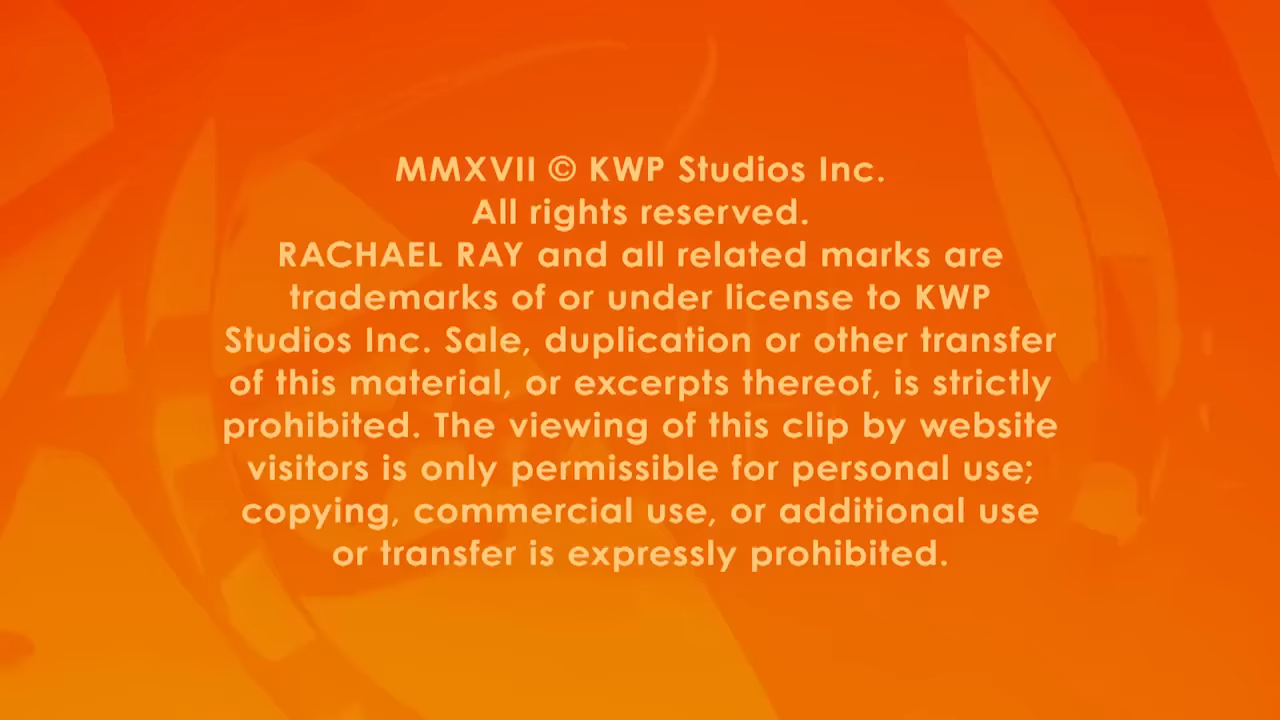 MMXVII © KWP Studios Inc.
All rights reserved.
RACHAEL RAY and all related marks are
trademarks of or under license to KWP
Studios Inc. Sale, duplication or other transfer
of this material, or excerpts thereof, is strictly
prohibited. The viewing of this clip by website
visitors is only permissible for personal use;
copying, commercial use, or additional use
or transfer is expressly prohibited.